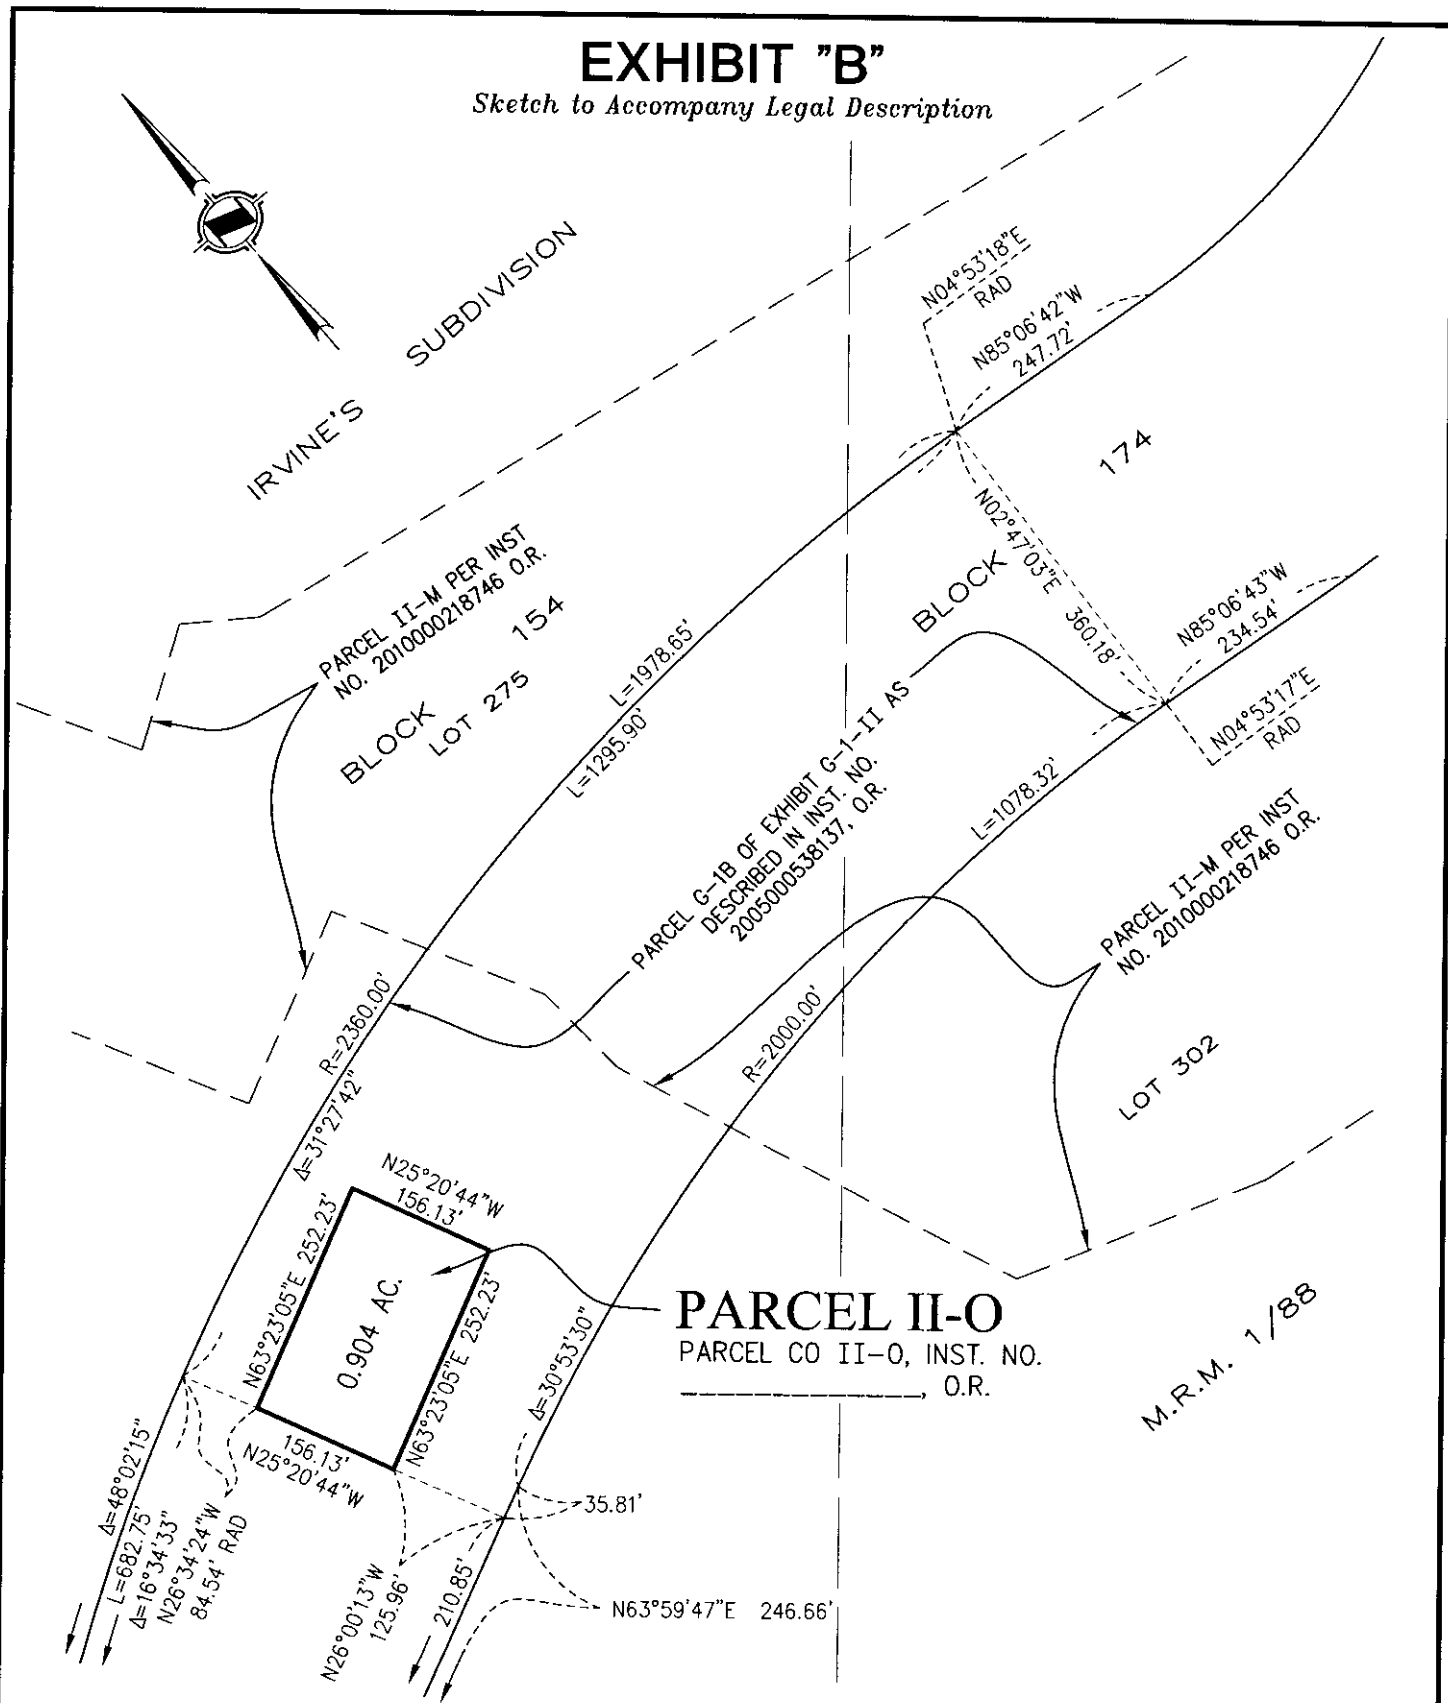 EXHIBIT "B"
Sketch to Accompany Legal Description
IRVINE'S SUBDIVISION
N04°53'18"E
RAD
N85°06'42"W
247.72'
174
BLOCK
N02°47'03"E 360.18'
N85°06'43"W
234.54'
N04°53'17"E
RAD
PARCEL II-M PER INST
NO. 2010000218746 O.R.
BLOCK 154
LOT 275
L=1978.65'
L=1295.90'
PARCEL G-1B OF EXHIBIT G-1-II AS
DESCRIBED IN INST. NO.
2005000538137, O.R.
L=1078.32'
PARCEL II-M PER INST
NO. 2010000218746 O.R.
R=2360.00'
Δ=31°27'42"
R=2000.00'
LOT 302
N25°20'44"W
156.13'
N63°23'05"E 252.23'
0.904 AC.
N63°23'05"E 252.23'
PARCEL II-O
PARCEL CO II-O, INST. NO.
______________, O.R.
Δ=30°53'30"
M.R.M. 1/88
156.13'
N25°20'44"W
Δ=48°02'15"
L=682.75'
Δ=16°34'33"
N26°34'24"W
84.54' RAD
35.81'
N26°00'13"W
125.96'
210.85'
N63°59'47"E 246.66'